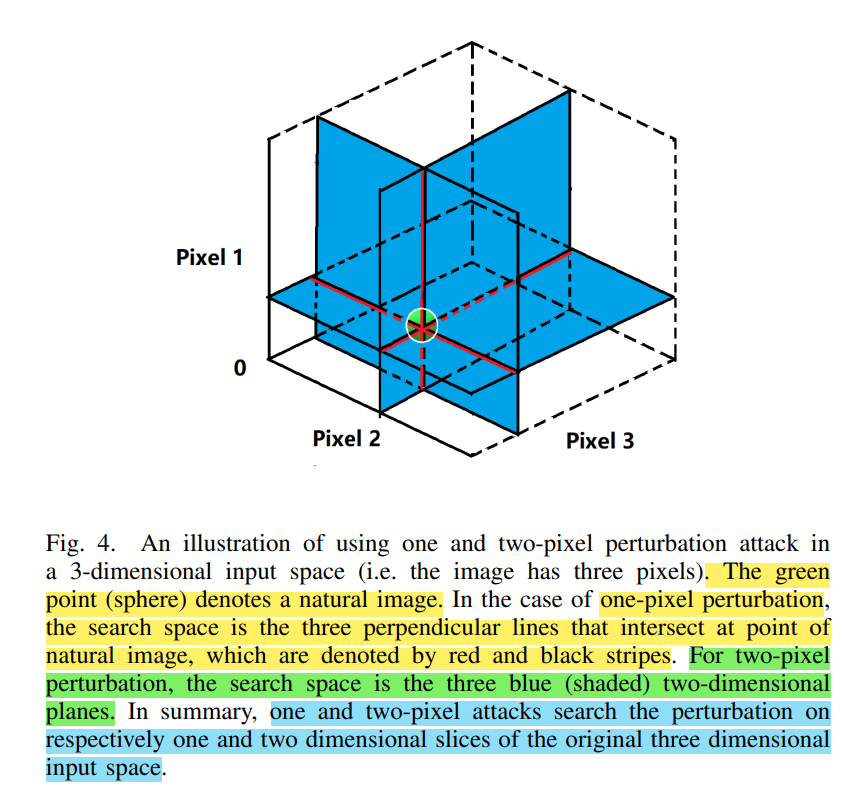 Pixel 1
0
Pixel 2
Pixel 3
Fig. 4. An illustration of using one and two-pixel perturbation attack in
a 3-dimensional input space (i.e. the image has three pixels). The green
point (sphere) denotes a natural image. In the case of one-pixel perturbation,
the search space is the three perpendicular lines that intersect at point of
natural image, which are denoted by red and black stripes. For two-pixel
perturbation, the search space is the three blue (shaded) two-dimensional
planes. In summary, one and two-pixel attacks search the perturbation on
respectively one and two dimensional slices of the original three dimensional
input space.